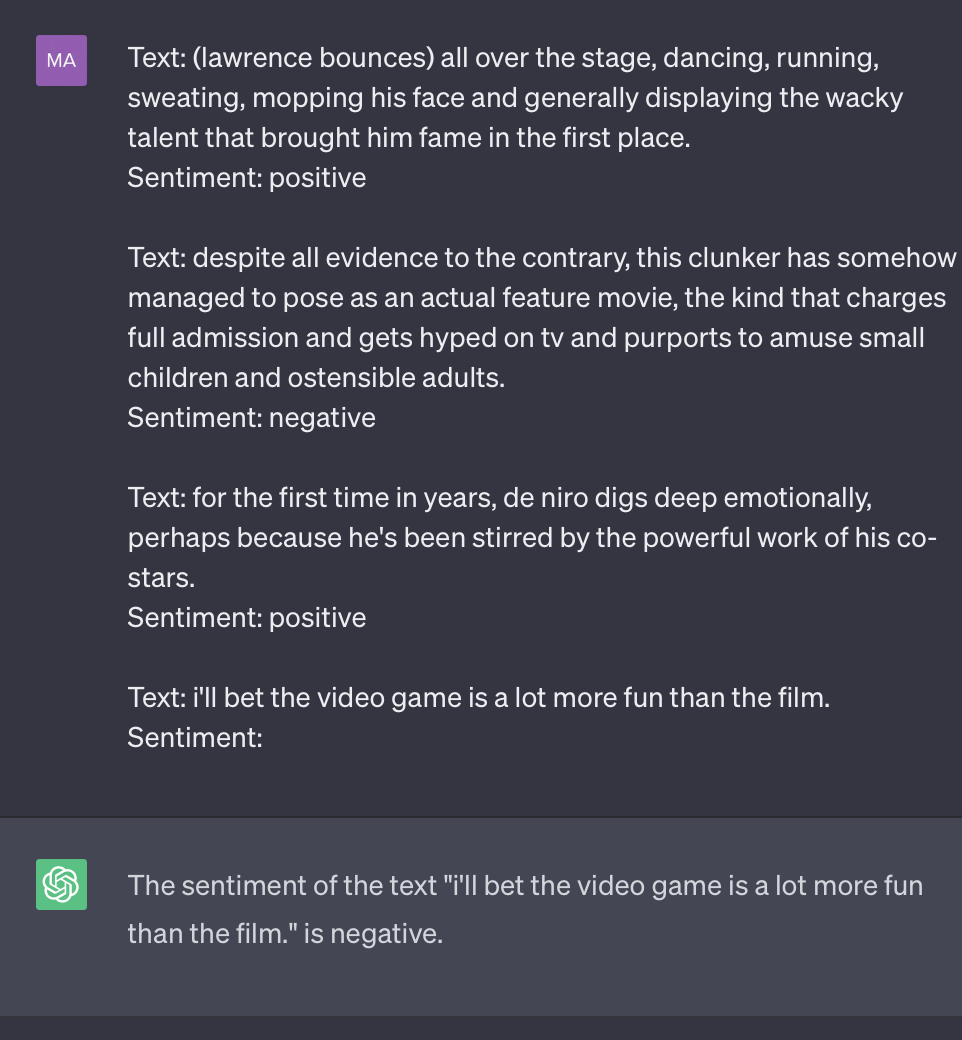 MA
Text: (lawrence bounces) all over the stage, dancing, running,
sweating, mopping his face and generally displaying the wacky
talent that brought him fame in the first place.
Sentiment: positive
Text: despite all evidence to the contrary, this clunker has somehow
managed to pose as an actual feature movie, the kind that charges
full admission and gets hyped on tv and purports to amuse small
children and ostensible adults.
Sentiment: negative
Text: for the first time in years, de niro digs deep emotionally,
perhaps because he's been stirred by the powerful work of his co-
stars.
Sentiment: positive
Text: i'll bet the video game is a lot more fun than the film.
Sentiment:
The sentiment of the text "i'll bet the video game is a lot more fun
than the film." is negative.